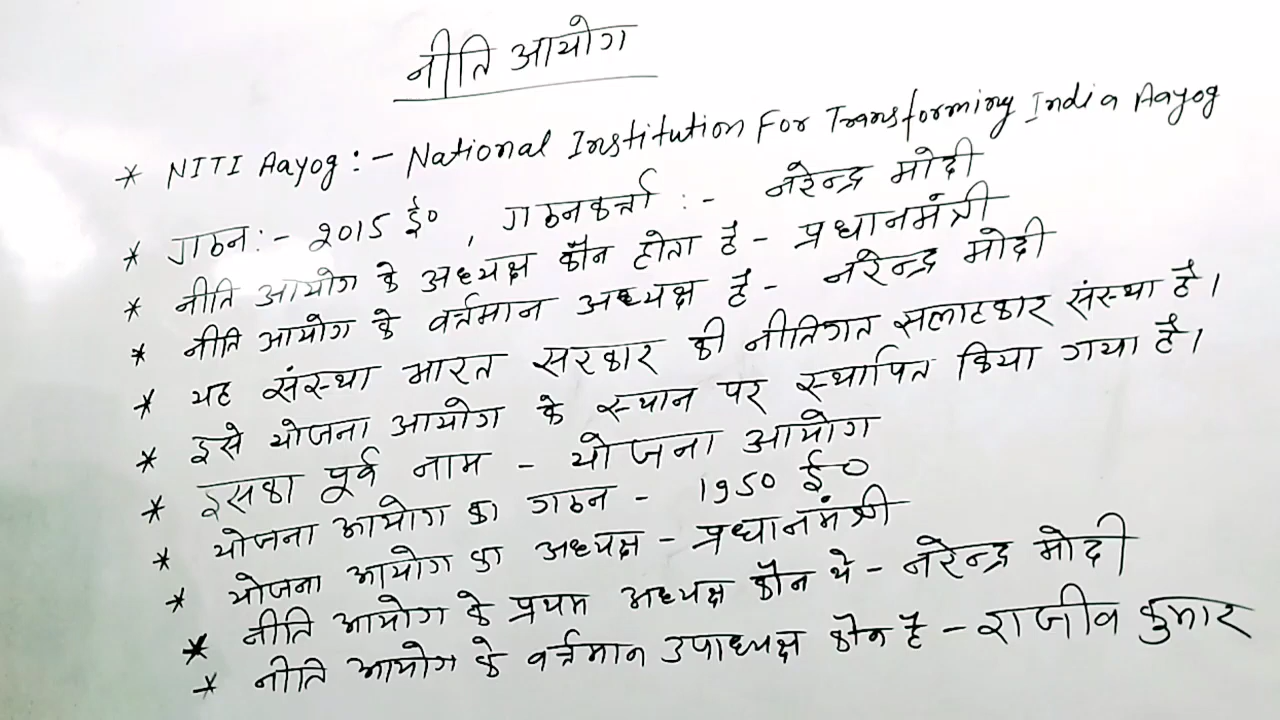 नीति आयोग
* NITI Aayog :- National Institution For Transforming India Aayog
* गठन :- 2015 ई० , गठनकर्त्ता :- नरेन्द्र मोदी
* नीति आयोग के अध्यक्ष कौन होता है - प्रधानमंत्री
* नीति आयोग के वर्त्तमान अध्यक्ष है - नरेन्द्र मोदी
* यह संस्था भारत सरकार की नीतिगत सलाहकार संस्था है।
* इसे योजना आयोग के स्थान पर स्थापित किया गया है।
* इसका पूर्व नाम - योजना आयोग
* योजना आयोग का गठन - 1950 ई०
* योजना आयोग का अध्यक्ष - प्रधानमंत्री
* नीति आयोग के प्रथम अध्यक्ष कौन थे - नरेन्द्र मोदी
* नीति आयोग के वर्त्तमान उपाध्यक्ष कौन है - राजीव कुमार